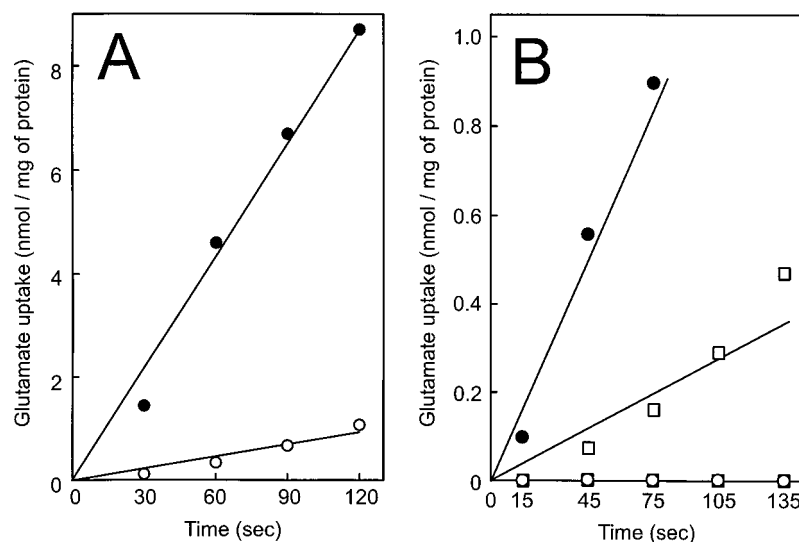 A
Glutamate uptake (nmol / mg of protein)
8
6
4
2
0
0 30 60 90 120
Time (sec)
B
Glutamate uptake (nmol / mg of protein)
1.0
0.8
0.6
0.4
0.2
0
0 15 45 75 105 135
Time (sec)